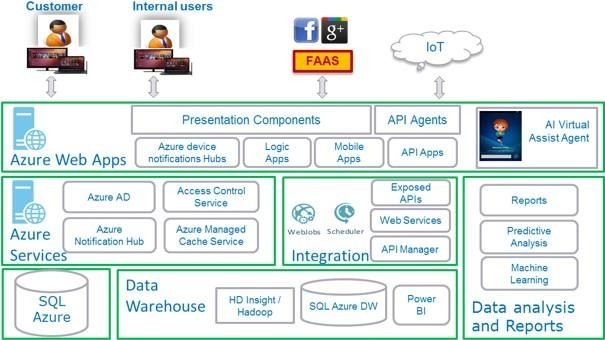 Customer
Internal users
f
g+
FAAS
IoT
Azure Web Apps
Presentation Components
API Agents
Azure device
notifications Hubs
Logic
Apps
Mobile
Apps
API Apps
AI Virtual
Assist Agent
Azure
Services
Azure AD
Access Control
Service
Azure
Notification Hub
Azure Managed
Cache Service
WebJobs
Scheduler
Integration
Exposed
APIs
Web Services
API Manager
Reports
Predictive
Analysis
Machine
Learning
Data analysis
and Reports
SQL
Azure
Data
Warehouse
HD Insight /
Hadoop
SQL Azure DW
Power
BI